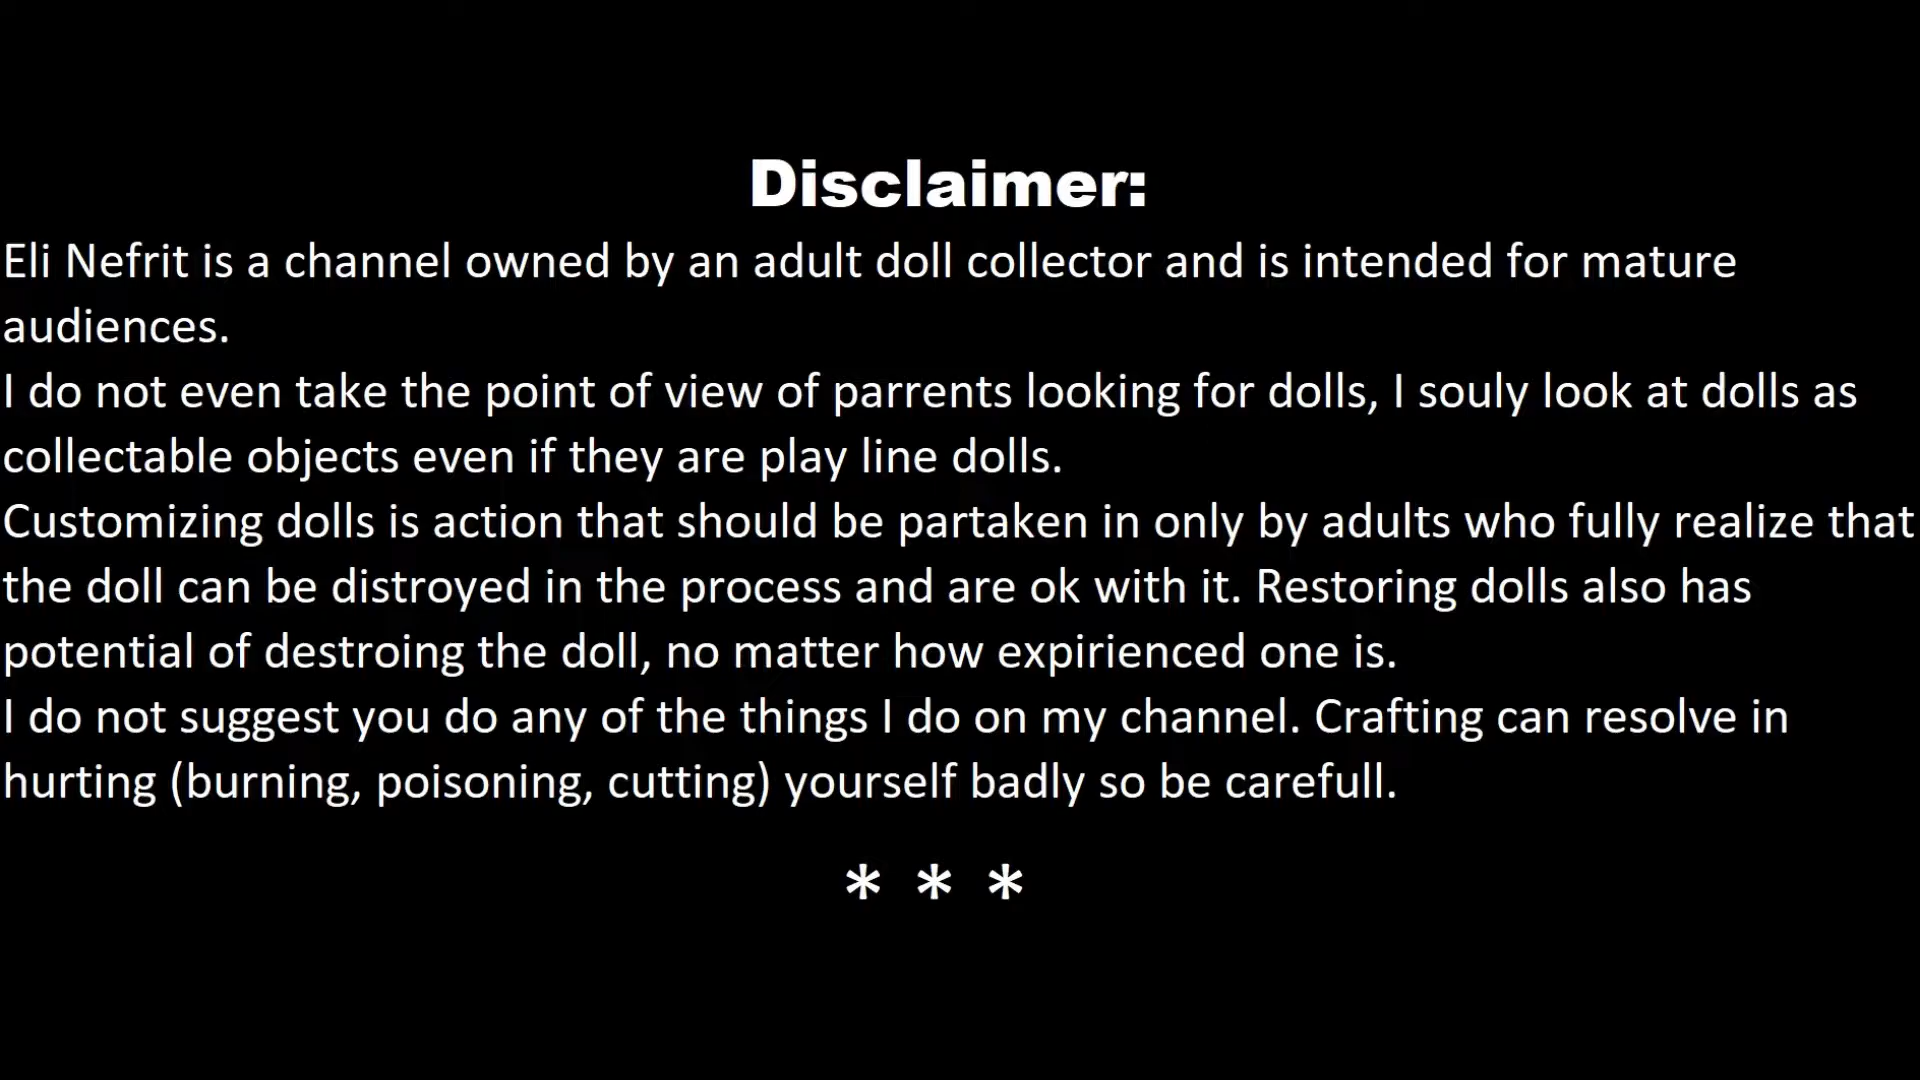 Disclaimer:
Eli Nefrit is a channel owned by an adult doll collector and is intended for mature
audiences.
I do not even take the point of view of parrents looking for dolls, I souly look at dolls as
collectable objects even if they are play line dolls.
Customizing dolls is action that should be partaken in only by adults who fully realize that
the doll can be distroyed in the process and are ok with it. Restoring dolls also has
potential of destroing the doll, no matter how expirienced one is.
I do not suggest you do any of the things I do on my channel. Crafting can resolve in
hurting (burning, poisoning, cutting) yourself badly so be carefull.
* * *